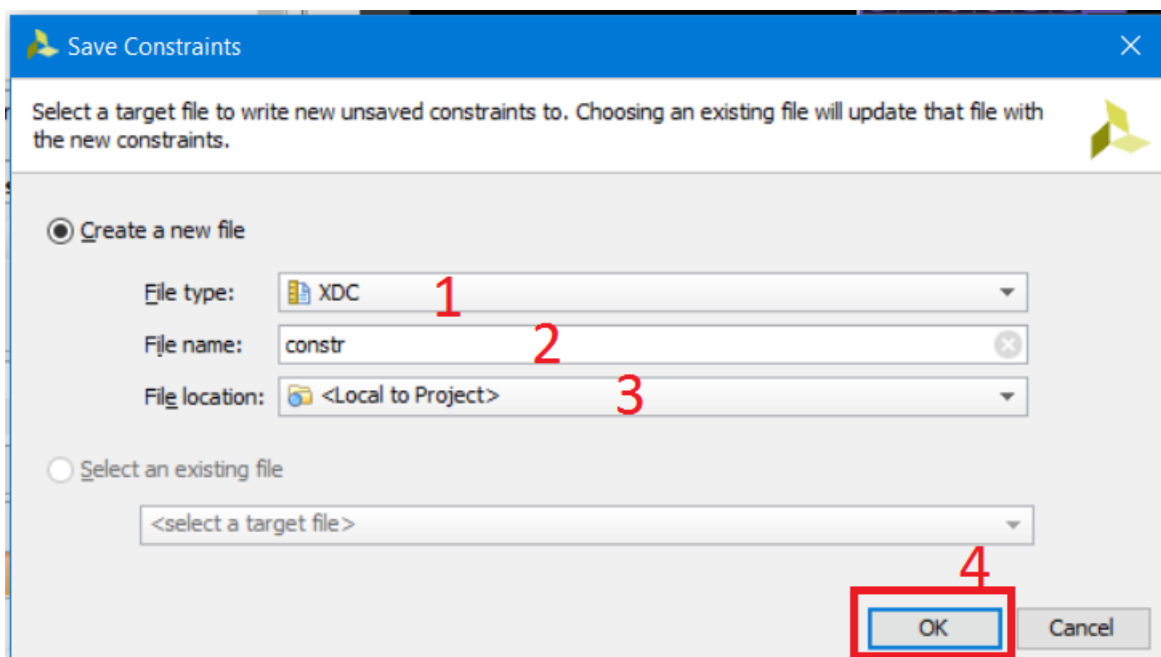 Save Constraints
Select a target file to write new unsaved constraints to. Choosing an existing file will update that file with
the new constraints.
Create a new file
File type: XDC 1
File name: constr 2
File location: <Local to Project> 3
Select an existing file
<select a target file>
4
OK Cancel